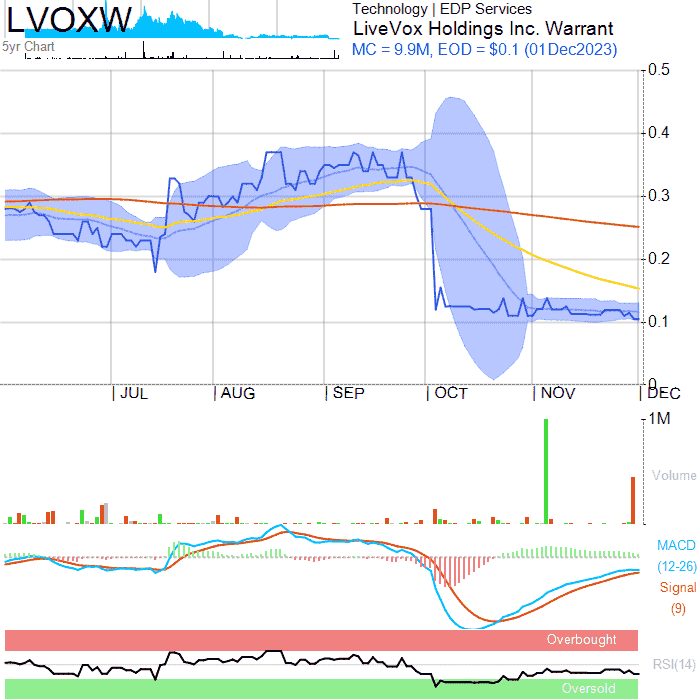 LVOXW
Technology | EDP Services
LiveVox Holdings Inc. Warrant
5yr Chart
MC = 9.9M, EOD = $0.1 (01Dec2023)
0.5
0.4
0.3
0.2
0.1
0
| JUL | AUG | SEP | OCT | NOV | DEC
1M
Volume
MACD
(12-26)
Signal
(9)
Overbought
RSI(14)
Oversold